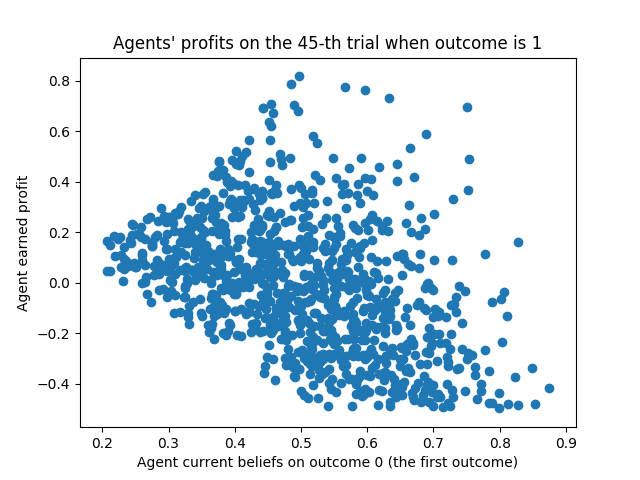 Agents' profits on the 45-th trial when outcome is 1
0.8
0.6
0.4
0.2
0.0
−0.2
−0.4
Agent earned profit
0.2 0.3 0.4 0.5 0.6 0.7 0.8 0.9
Agent current beliefs on outcome 0 (the first outcome)